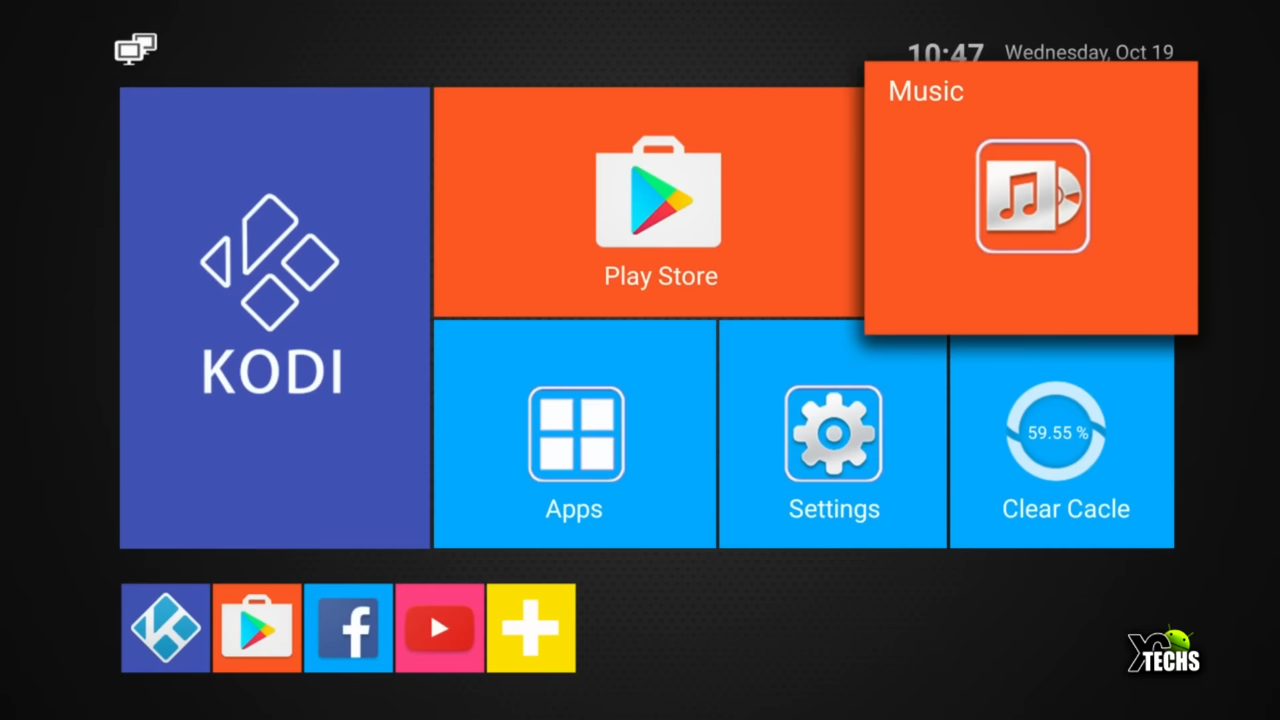 10:47 Wednesday, Oct 19
Music
KODI
Play Store
Apps
Settings
59.55 %
Clear Cacle
TECHS